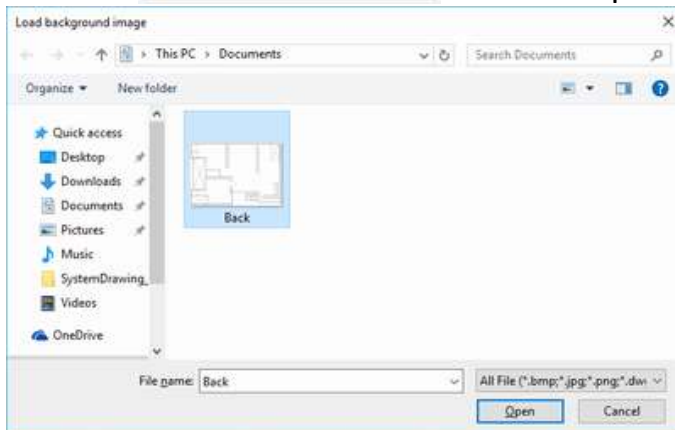 Load background image
This PC > Documents
Search Documents
Organize
New folder
Quick access
Desktop
Downloads
Documents
Pictures
Music
SystemDrawing_
Videos
OneDrive
Back
File name: Back
All File (*.bmp;*.jpg;*.png;*.dw
Open
Cancel